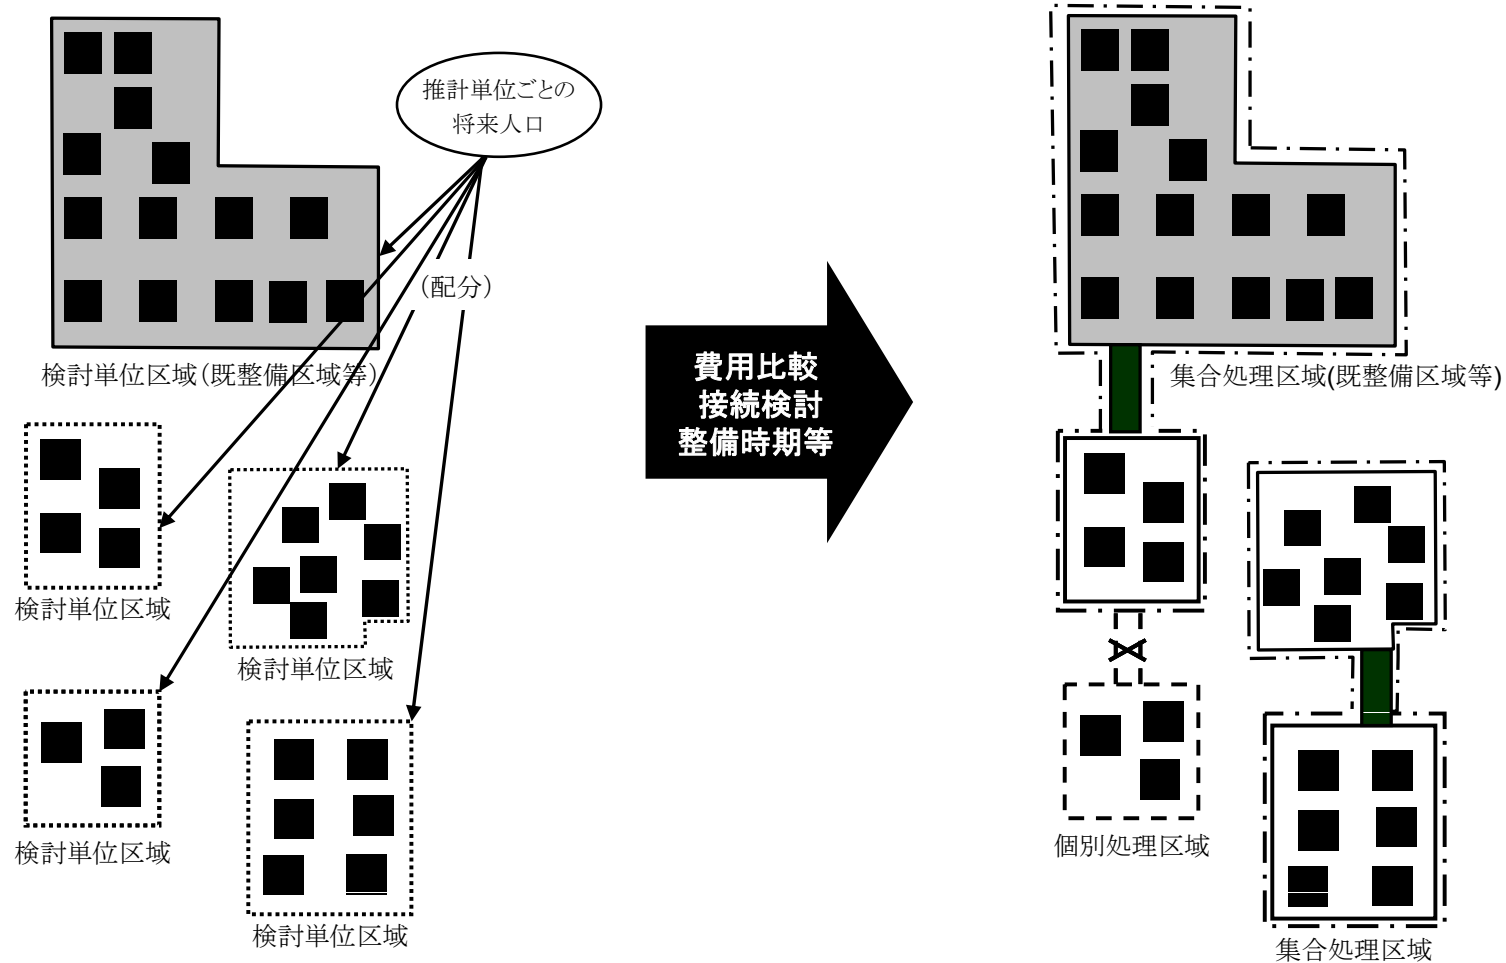 推計単位ごとの
将来人口
（配分）
検討単位区域（既整備区域等）
検討単位区域
検討単位区域
検討単位区域
検討単位区域
費用比較
接続検討
整備時期等
集合処理区域(既整備区域等)
個別処理区域
集合処理区域